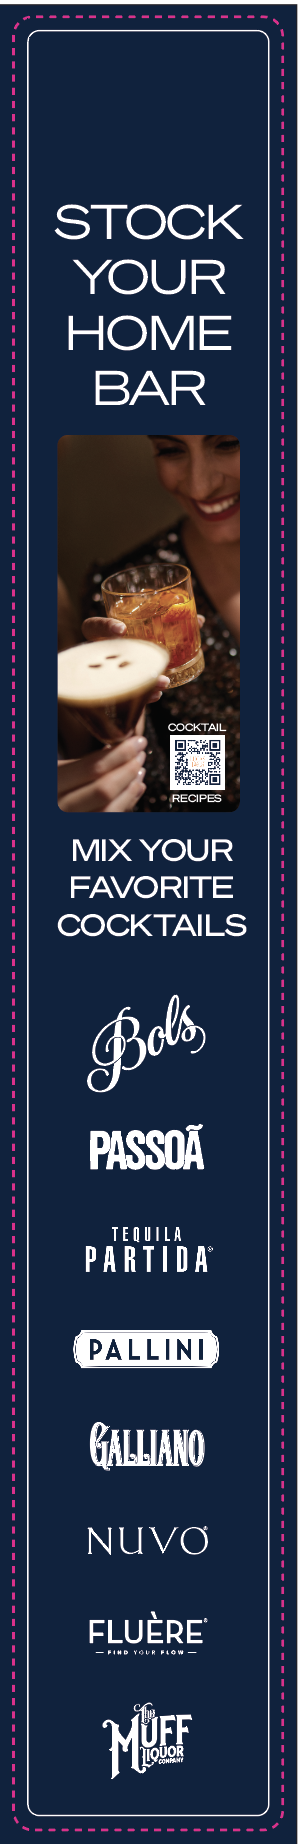 STOCK
YOUR
HOME
BAR
COCKTAIL
RECIPES
MIX YOUR
FAVORITE
COCKTAILS
Bols
PASSOÃ
TEQUILA
PARTIDA®
PALLINI
GALLIANO
NUVO®
FLUÈRE®
— FIND YOUR FLOW —
The
MUFF
LIQUOR
COMPANY